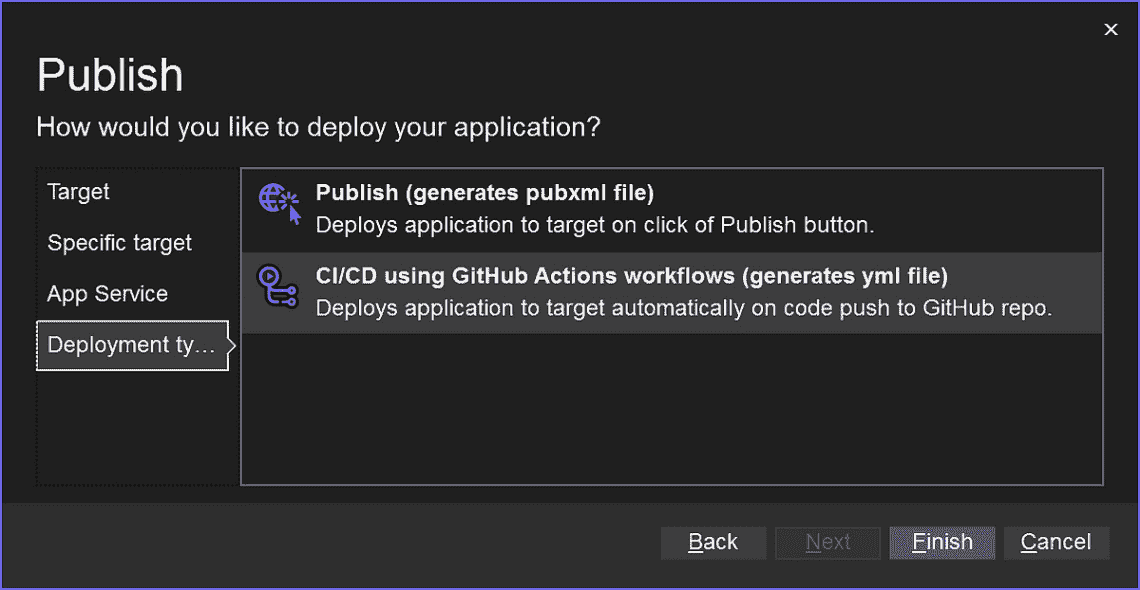 Publish
How would you like to deploy your application?
Target
Specific target
App Service
Deployment ty...
Publish (generates pubxml file)
Deploys application to target on click of Publish button.
CI/CD using GitHub Actions workflows (generates yml file)
Deploys application to target automatically on code push to GitHub repo.
Back
Next
Finish
Cancel